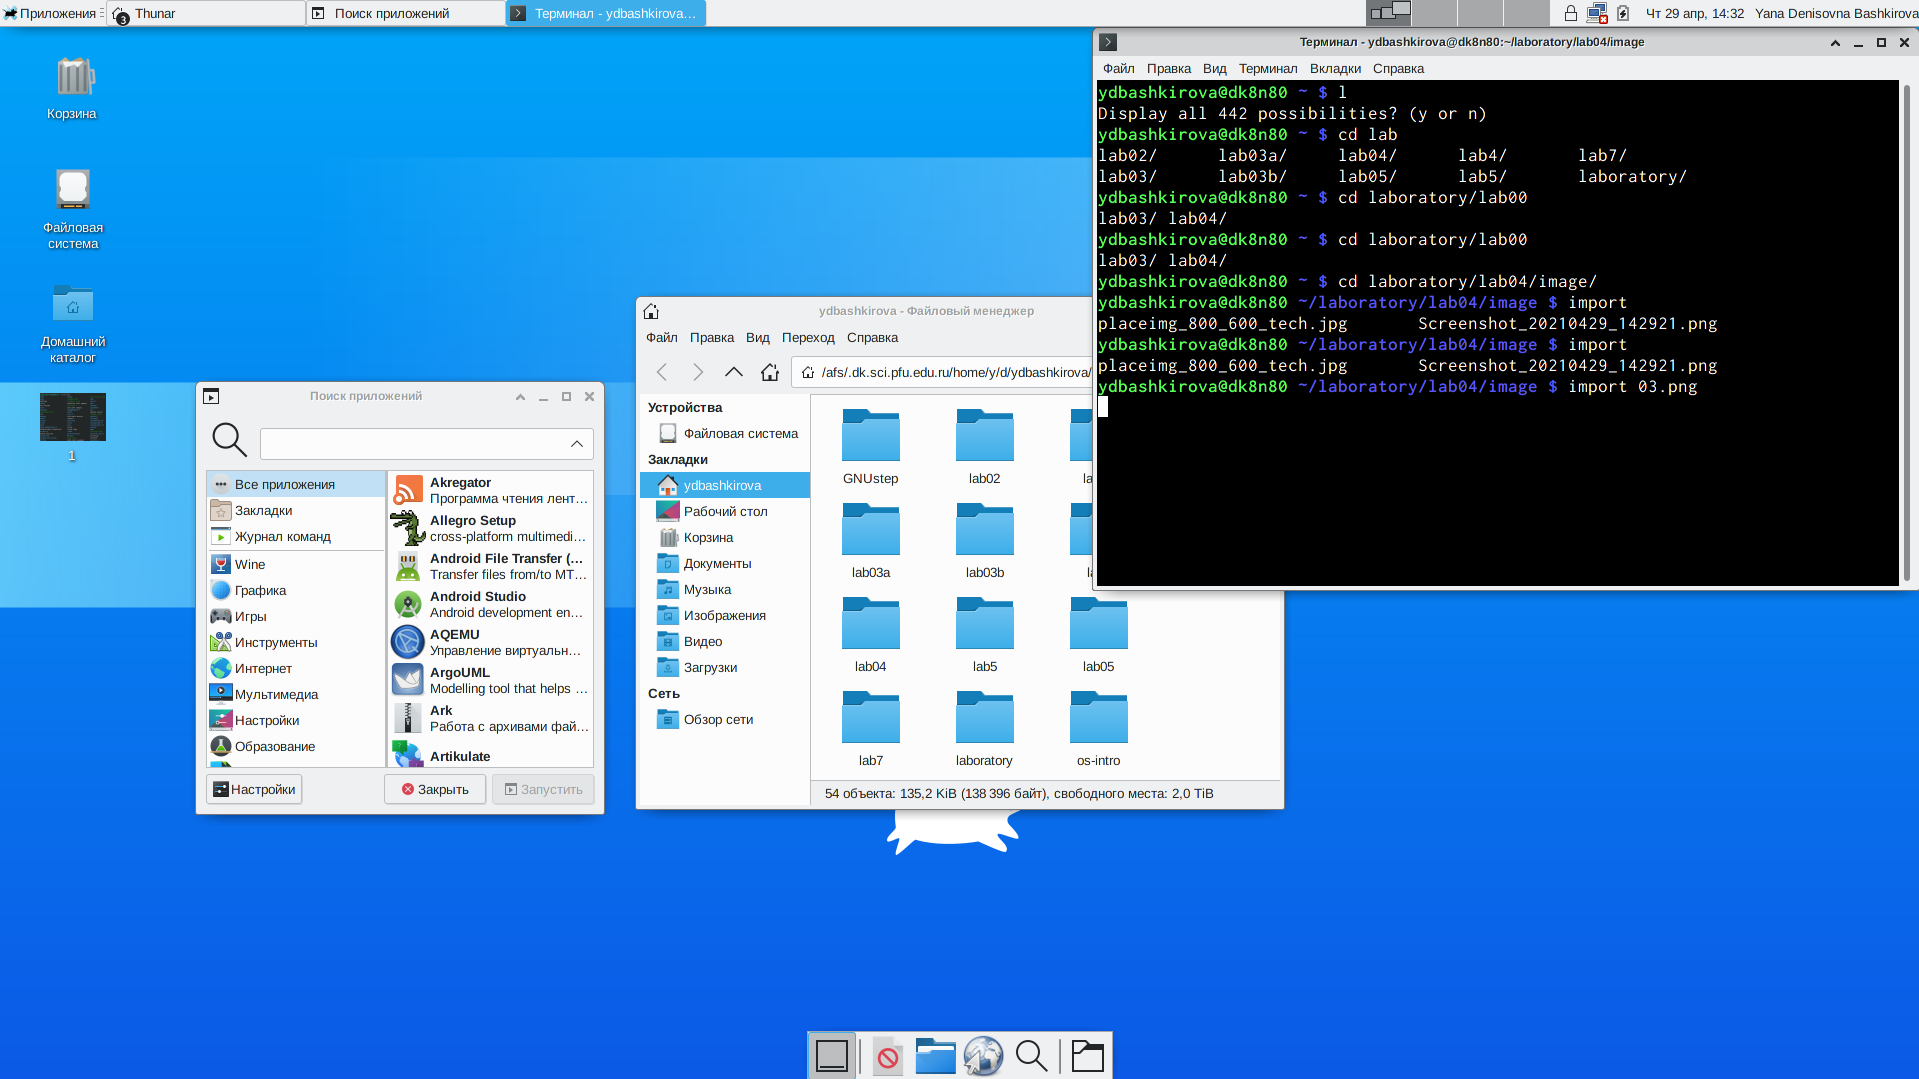 Приложения
3
Thunar
Поиск приложений
Терминал - ydbashkirova…
Чт 29 апр, 14:32
Yana Denisovna Bashkirova
Корзина
Файловая
система
Домашний
каталог
1
Терминал - ydbashkirova@dk8n80:~/laboratory/lab04/image
Файл Правка Вид Терминал Вкладки Справка
ydbashkirova@dk8n80 ~ $ l
Display all 442 possibilities? (y or n)
ydbashkirova@dk8n80 ~ $ cd lab
lab02/ lab03a/ lab04/ lab4/ lab7/
lab03/ lab03b/ lab05/ lab5/ laboratory/
ydbashkirova@dk8n80 ~ $ cd laboratory/lab00
lab03/ lab04/
ydbashkirova@dk8n80 ~ $ cd laboratory/lab00
lab03/ lab04/
ydbashkirova@dk8n80 ~ $ cd laboratory/lab04/image/
ydbashkirova@dk8n80 ~/laboratory/lab04/image $ import
placeimg_800_600_tech.jpg Screenshot_20210429_142921.png
ydbashkirova@dk8n80 ~/laboratory/lab04/image $ import
placeimg_800_600_tech.jpg Screenshot_20210429_142921.png
ydbashkirova@dk8n80 ~/laboratory/lab04/image $ import 03.png
ydbashkirova - Файловый менеджер
Файл Правка Вид Переход Справка
/afs/.dk.sci.pfu.edu.ru/home/y/d/ydbashkirova/
Устройства
Файловая система
Закладки
ydbashkirova
Рабочий стол
Корзина
Документы
Музыка
Изображения
Видео
Загрузки
Сеть
Обзор сети
GNUstep lab02 la
lab03a lab03b l
lab04 lab5 lab05
lab7 laboratory os-intro
54 объекта: 135,2 KiB (138 396 байт), свободного места: 2,0 TiB
Поиск приложений
Все приложения
Закладки
Журнал команд
Wine
Графика
Игры
Инструменты
Интернет
Мультимедиа
Настройки
Образование
Akregator
Программа чтения лент…
Allegro Setup
cross-platform multimedi…
Android File Transfer (…
Transfer files from/to MT…
Android Studio
Android development en…
AQEMU
Управление виртуальн…
ArgoUML
Modelling tool that helps …
Ark
Работа с архивами фай…
Artikulate
Настройки
Закрыть
Запустить